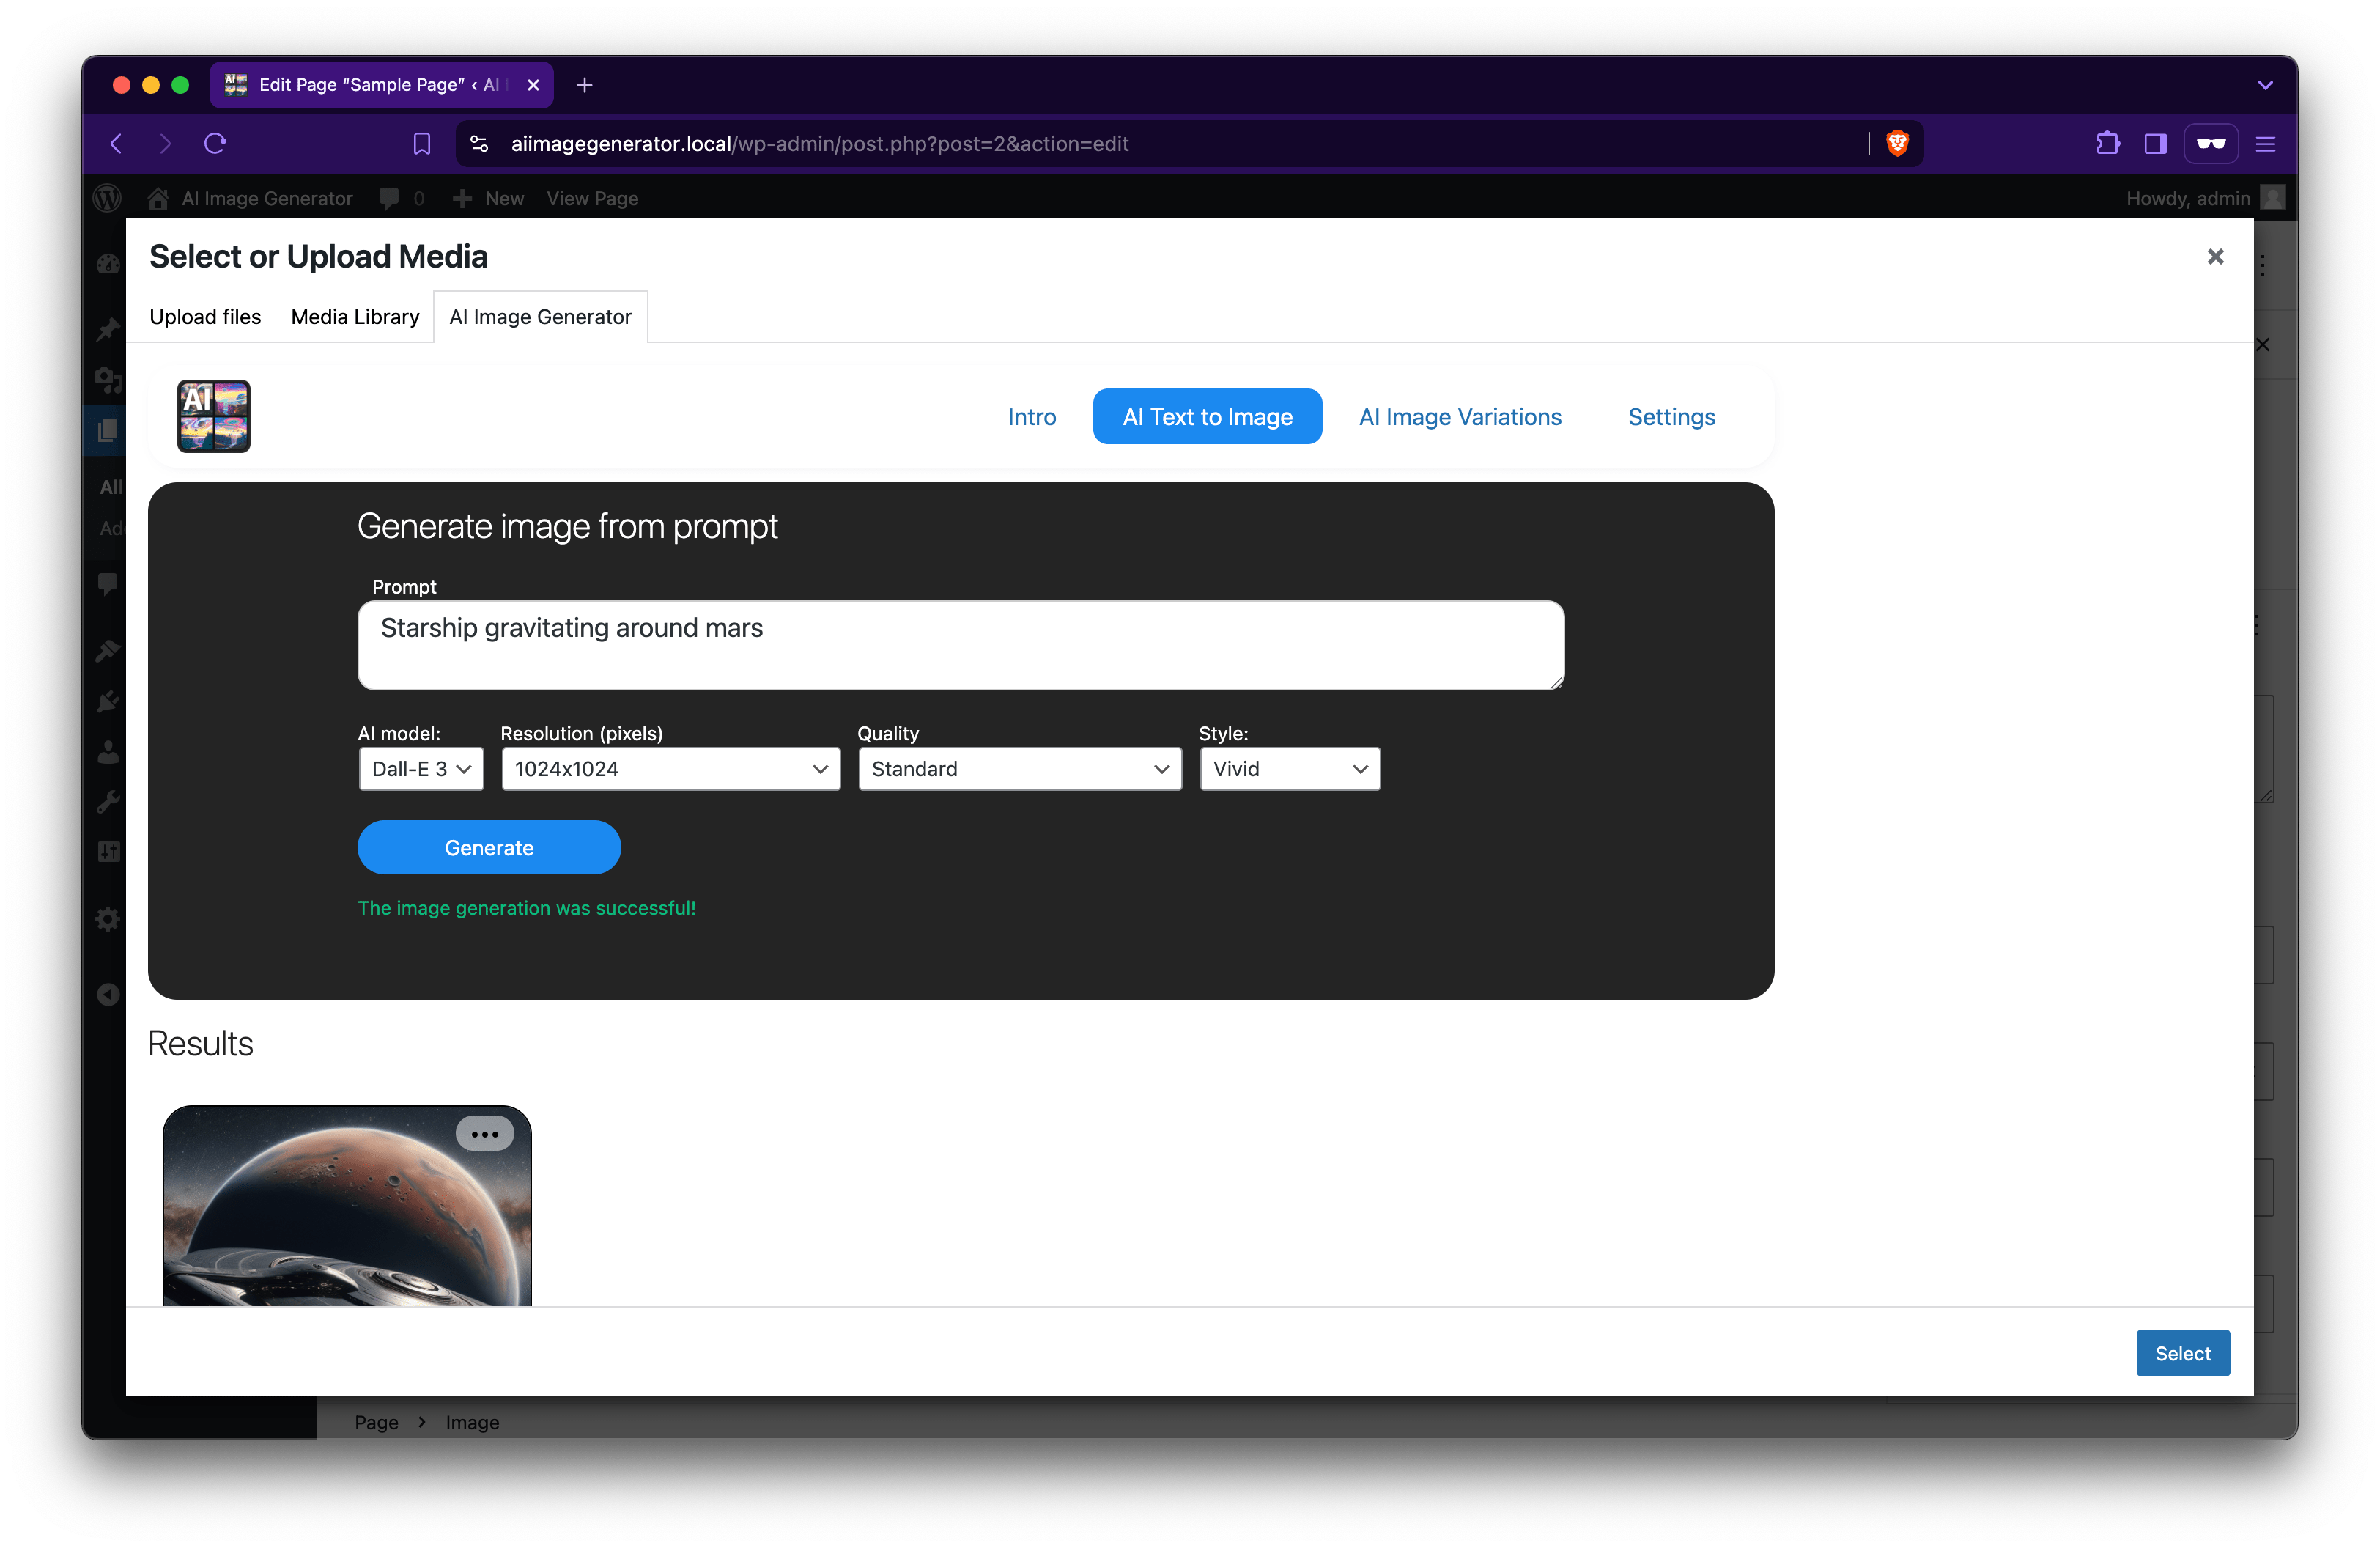 Edit Page “Sample Page” ‹ AI
aiimagegenerator.local/wp-admin/post.php?post=2&action=edit
AI Image Generator 0 New View Page Howdy, admin
Select or Upload Media
Upload files Media Library AI Image Generator
AI
Intro AI Text to Image AI Image Variations Settings
All
Generate image from prompt
Prompt
Starship gravitating around mars
AI model: Resolution (pixels) Quality Style:
Dall-E 3 1024x1024 Standard Vivid
Generate
The image generation was successful!
Results
Select
Page › Image